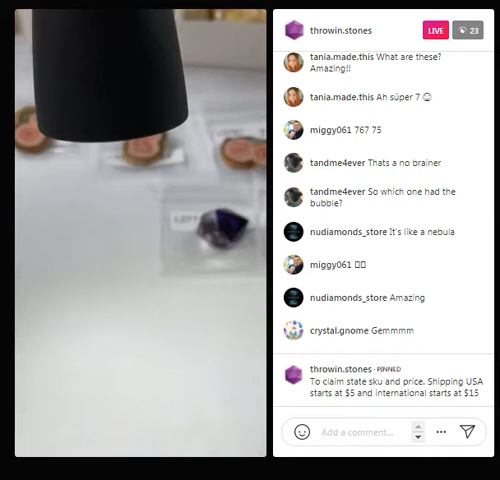 throwin.stones
LIVE
23
tania.made.this What are these?
Amazing!!
tania.made.this Ah súper 7
miggy061 767 75
tandme4ever Thats a no brainer
tandme4ever So which one had the
bubble?
nudiamonds_store It's like a nebula
miggy061
nudiamonds_store Amazing
crystal.gnome Gemmmm
throwin.stones · PINNED
To claim state sku and price. Shipping USA
starts at $5 and international starts at $15
Add a comment...